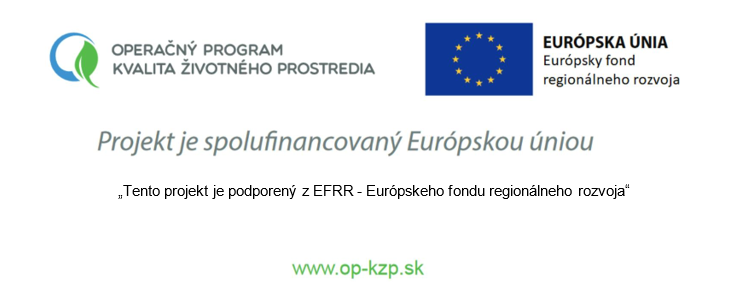 OPERAČNÝ PROGRAM
KVALITA ŽIVOTNÉHO PROSTREDIA
EURÓPSKA ÚNIA
Európsky fond
regionálneho rozvoja
Projekt je spolufinancovaný Európskou úniou
„Tento projekt je podporený z EFRR - Európskeho fondu regionálneho rozvoja“
www.op-kzp.sk